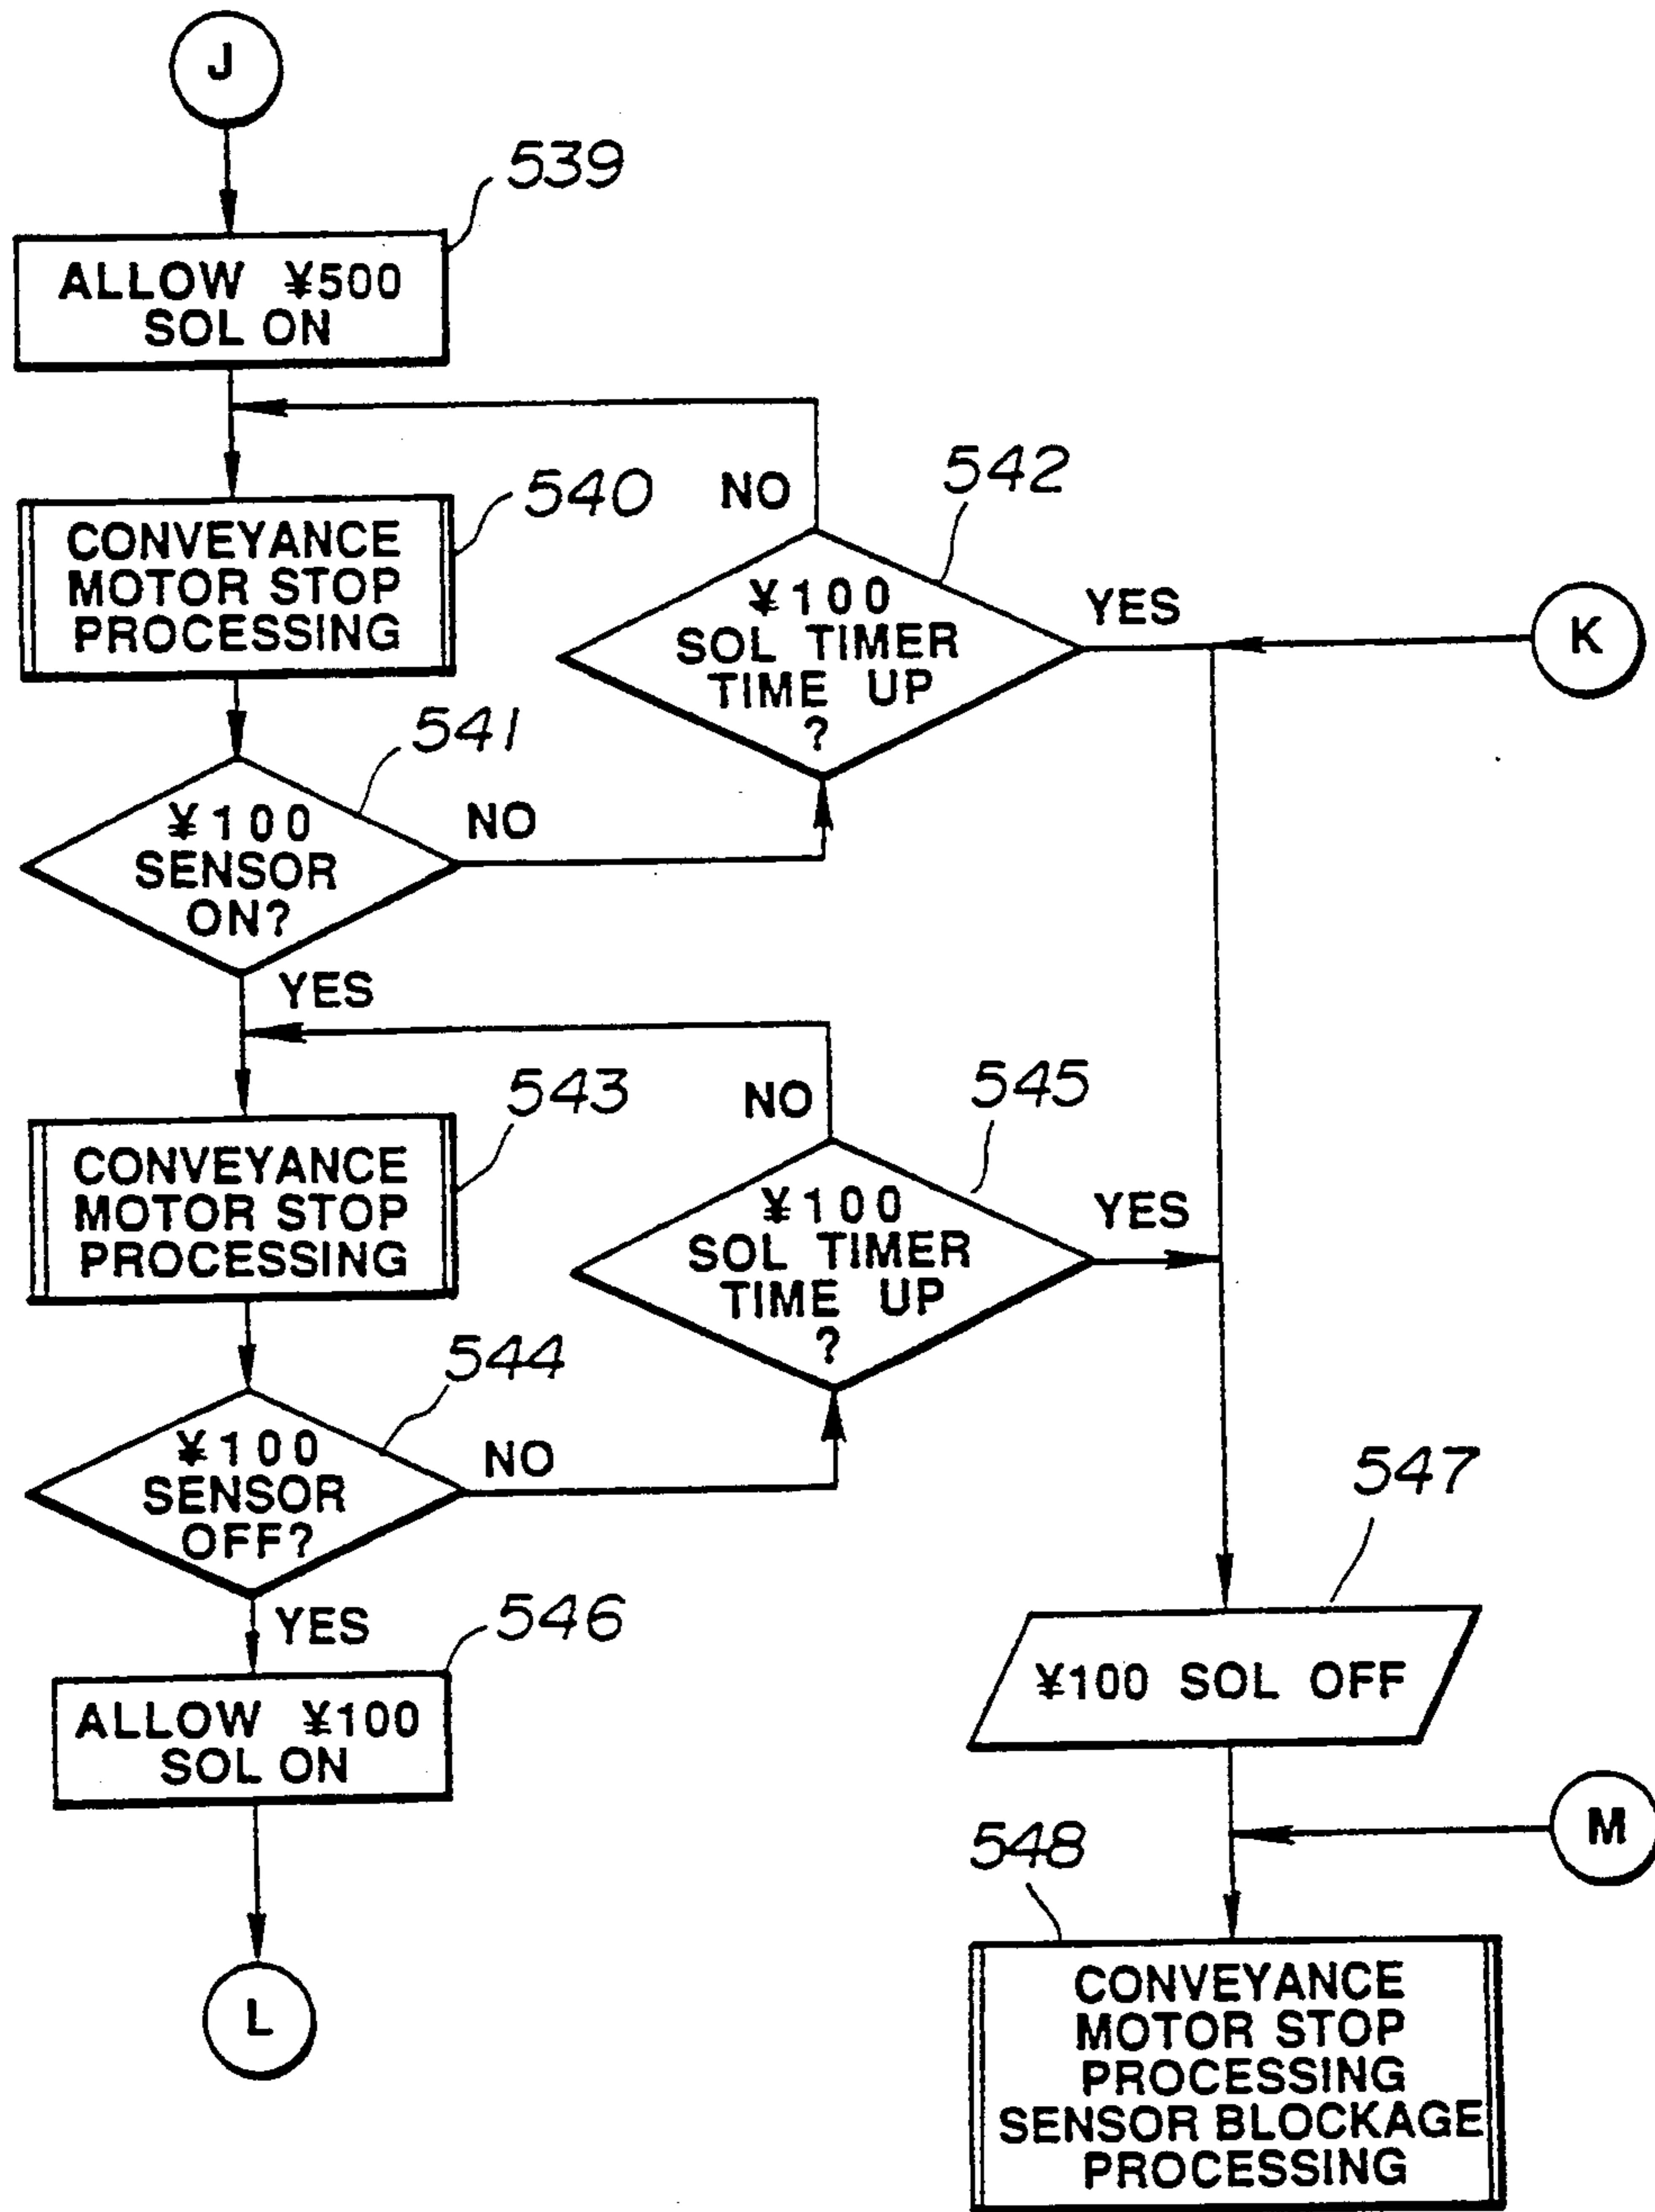 J
539
ALLOW ¥500
SOL ON
540
CONVEYANCE
MOTOR STOP
PROCESSING
NO
542
¥100
SOL TIMER
TIME UP
?
YES
K
541
¥100
SENSOR
ON?
NO
YES
543
CONVEYANCE
MOTOR STOP
PROCESSING
NO
545
¥100
SOL TIMER
TIME UP
?
YES
544
¥100
SENSOR
OFF?
NO
YES
546
ALLOW ¥100
SOL ON
L
547
¥100 SOL OFF
M
548
CONVEYANCE
MOTOR STOP
PROCESSING
SENSOR BLOCKAGE
PROCESSING